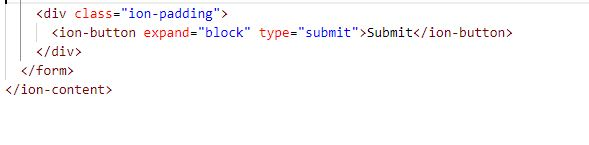 <div class="ion-padding">
<ion-button expand="block" type="submit">Submit</ion-button>
</div>
</form>
</ion-content>